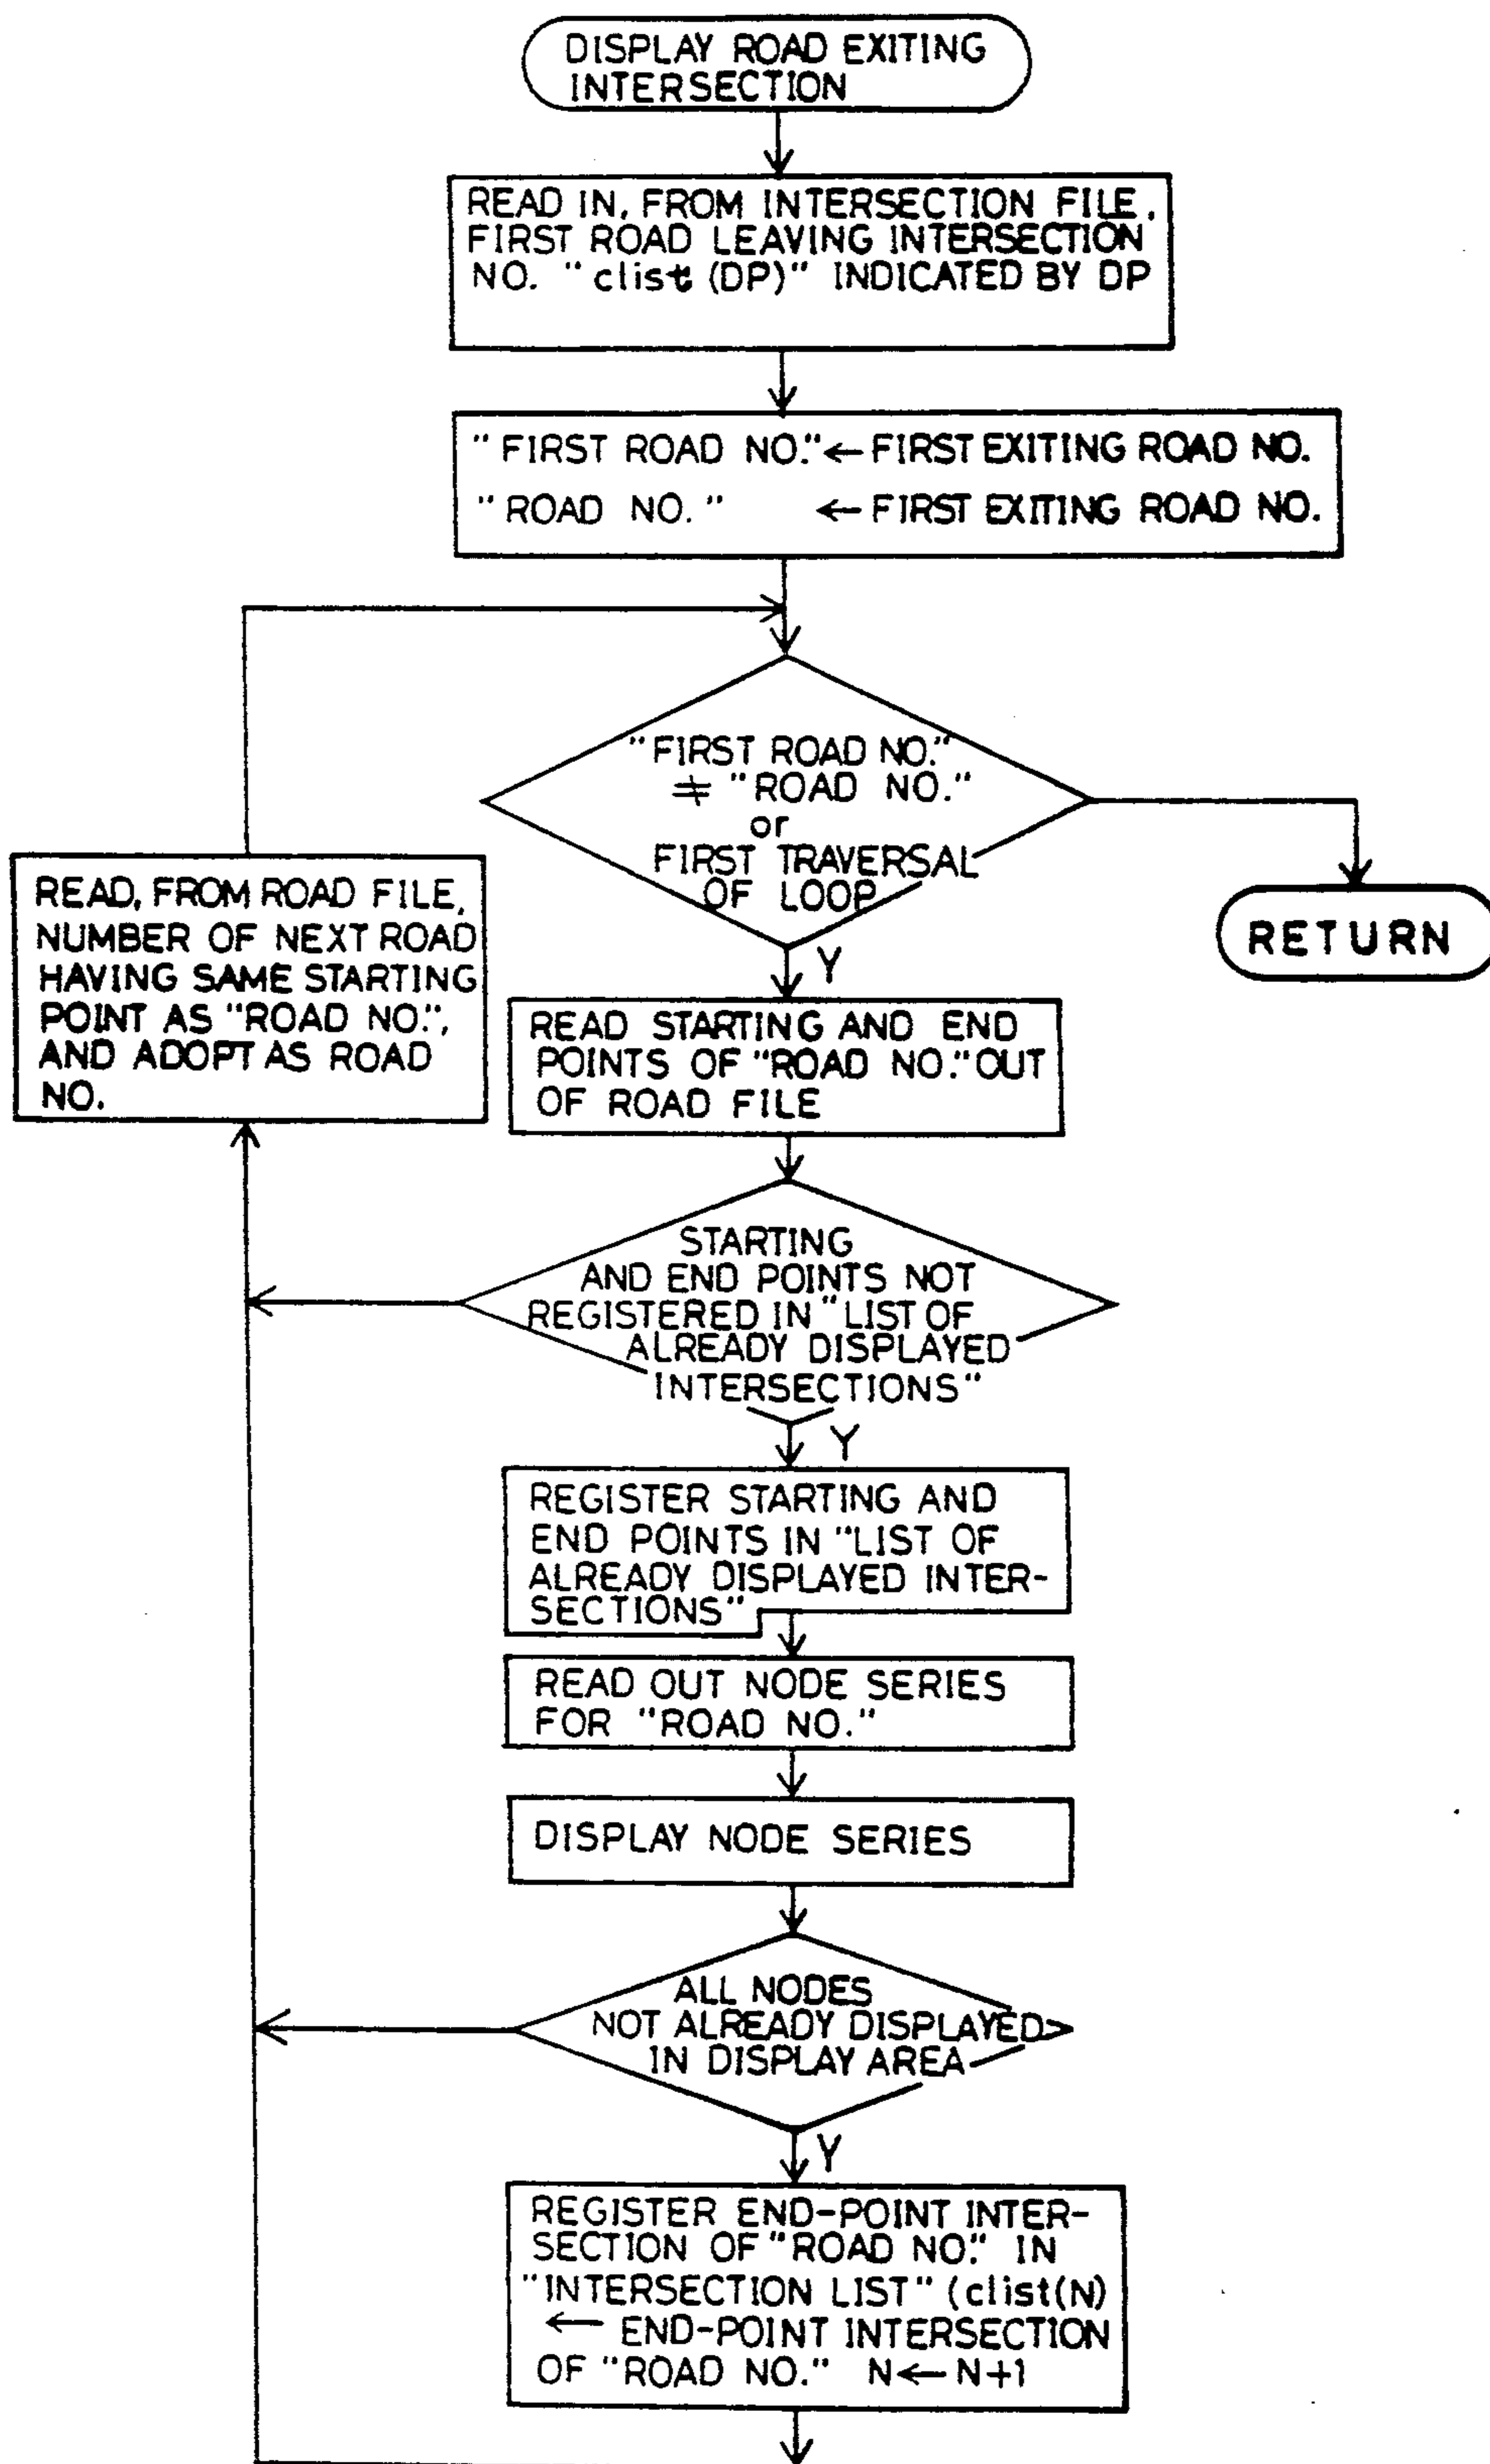 DISPLAY ROAD EXITING
INTERSECTION
READ IN, FROM INTERSECTION FILE,
FIRST ROAD LEAVING INTERSECTION
NO. "clist (DP)" INDICATED BY DP
"FIRST ROAD NO." ← FIRST EXITING ROAD NO.
"ROAD NO." ← FIRST EXITING ROAD NO.
"FIRST ROAD NO."
≠ "ROAD NO."
or
FIRST TRAVERSAL
OF LOOP
RETURN
Y
READ, FROM ROAD FILE,
NUMBER OF NEXT ROAD
HAVING SAME STARTING
POINT AS "ROAD NO.",
AND ADOPT AS ROAD
NO.
READ STARTING AND END
POINTS OF "ROAD NO." OUT
OF ROAD FILE
STARTING
AND END POINTS NOT
REGISTERED IN "LIST OF
ALREADY DISPLAYED
INTERSECTIONS"
Y
REGISTER STARTING AND
END POINTS IN "LIST OF
ALREADY DISPLAYED INTER-
SECTIONS"
READ OUT NODE SERIES
FOR "ROAD NO."
DISPLAY NODE SERIES
ALL NODES
NOT ALREADY DISPLAYED
IN DISPLAY AREA
Y
REGISTER END-POINT INTER-
SECTION OF "ROAD NO." IN
"INTERSECTION LIST" (clist(N)
← END-POINT INTERSECTION
OF "ROAD NO." N ← N+1